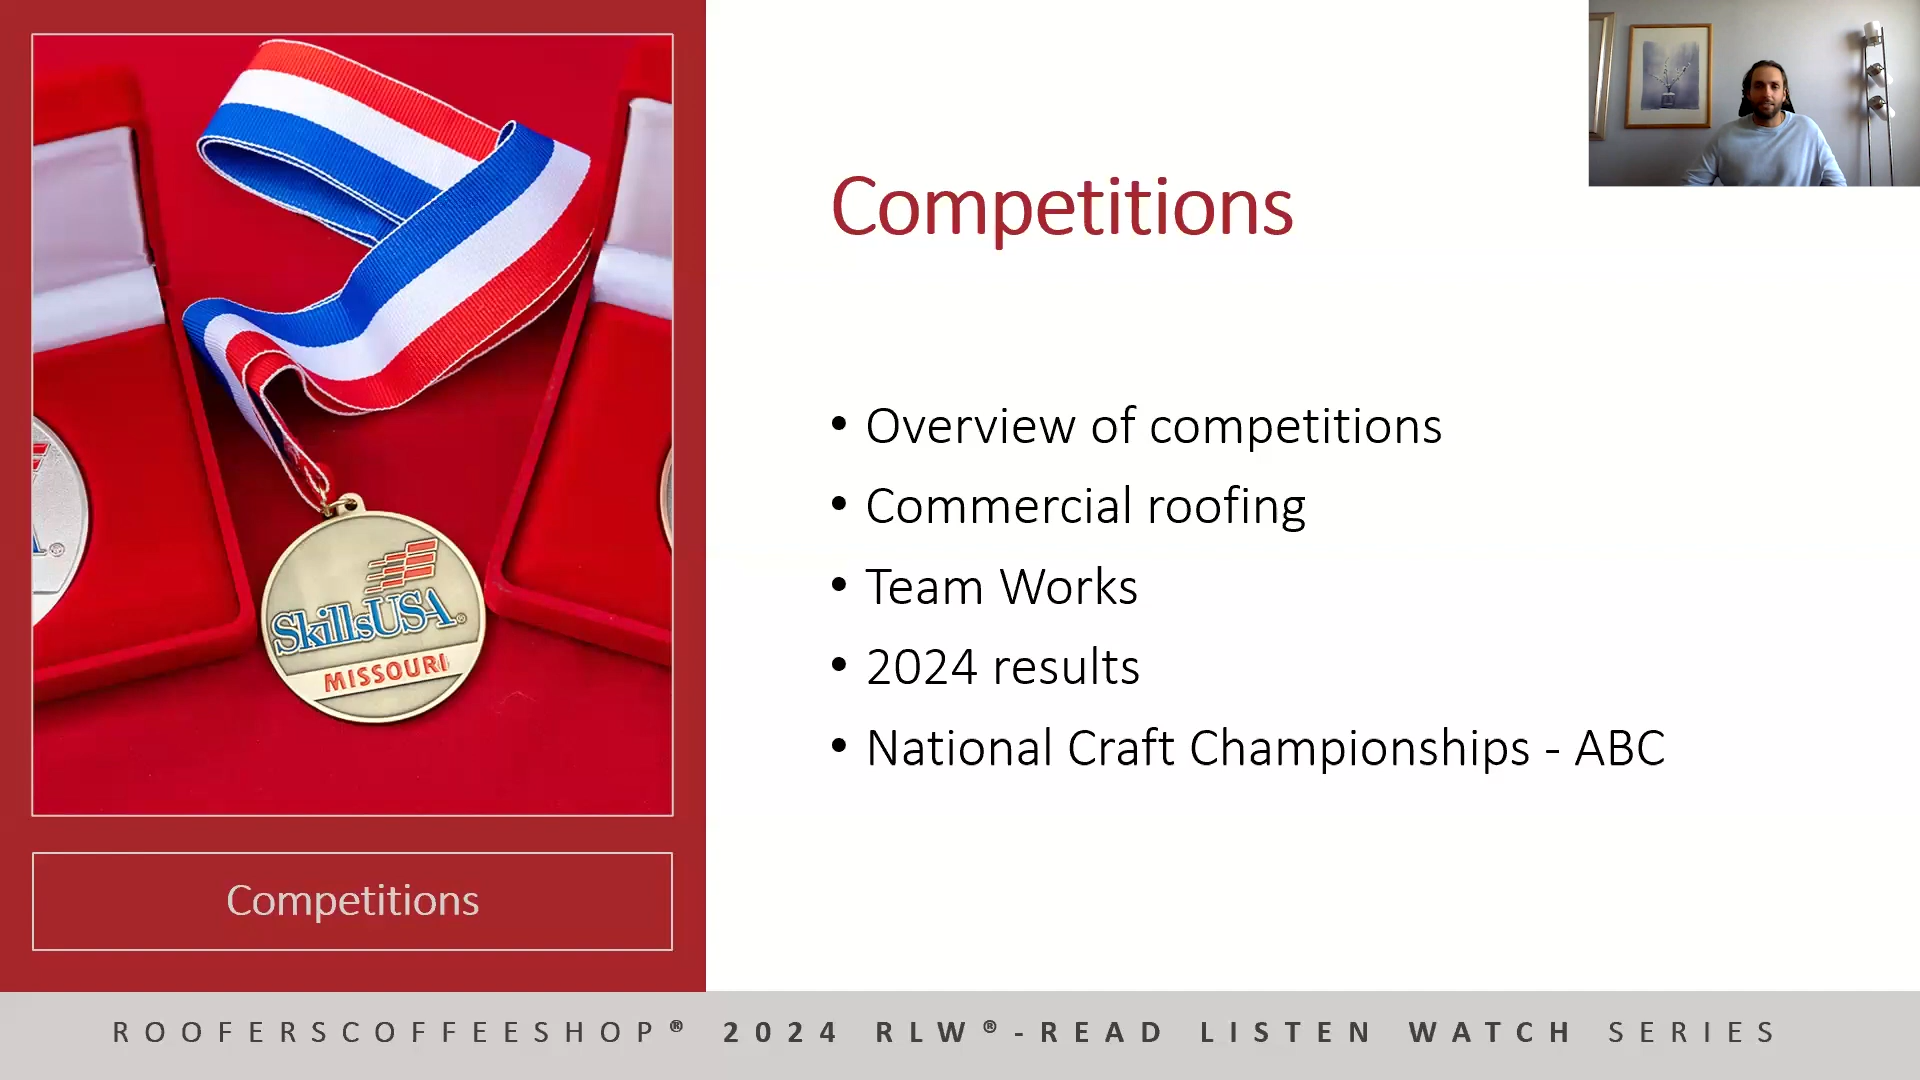 Competitions
• Overview of competitions
• Commercial roofing
• Team Works
• 2024 results
• National Craft Championships - ABC
SkillsUSA®
MISSOURI
A®
Competitions
ROOFERSCOFFEESHOP® 2024 RLW®-READ LISTEN WATCH SERIES